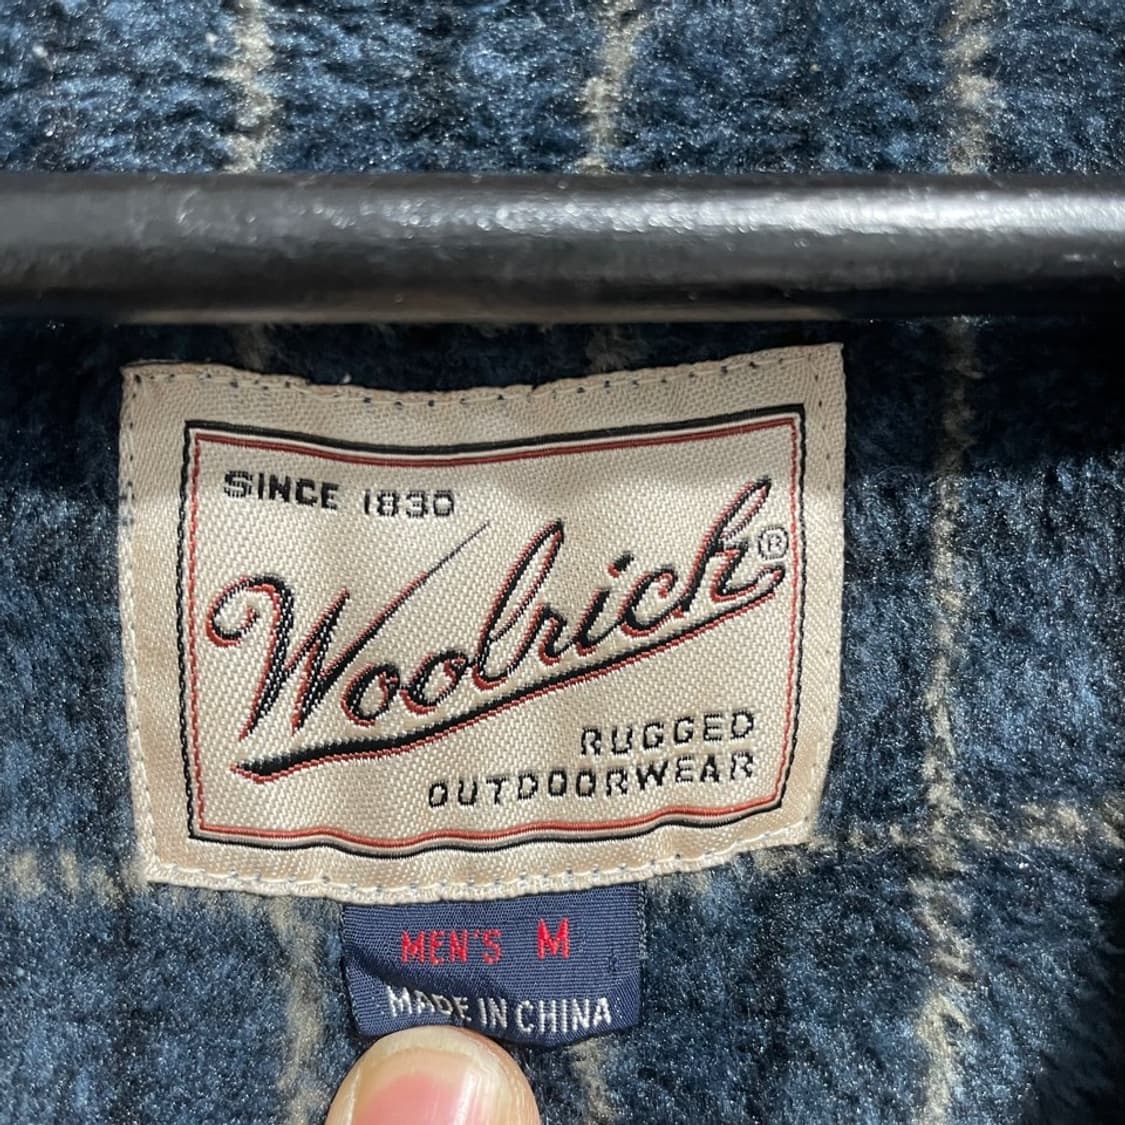 SINCE 1830
Woolrich®
RUGGED
OUTDOORWEAR
MEN'S M
MADE IN CHINA